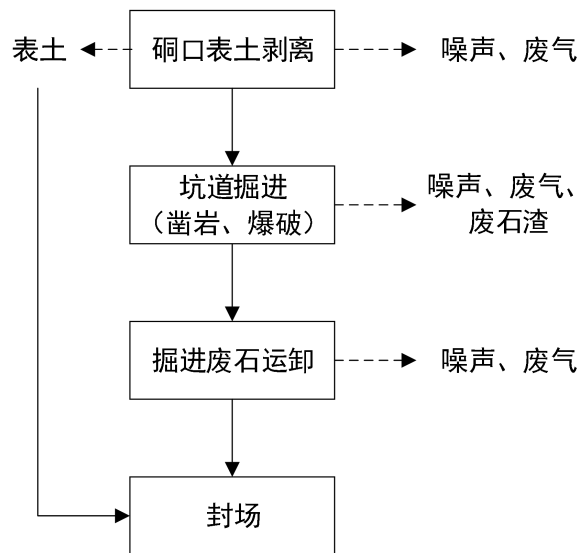 表土
硐口表土剥离
噪声、废气
坑道掘进
（凿岩、爆破）
噪声、废气、
废石渣
掘进废石运卸
噪声、废气
封场